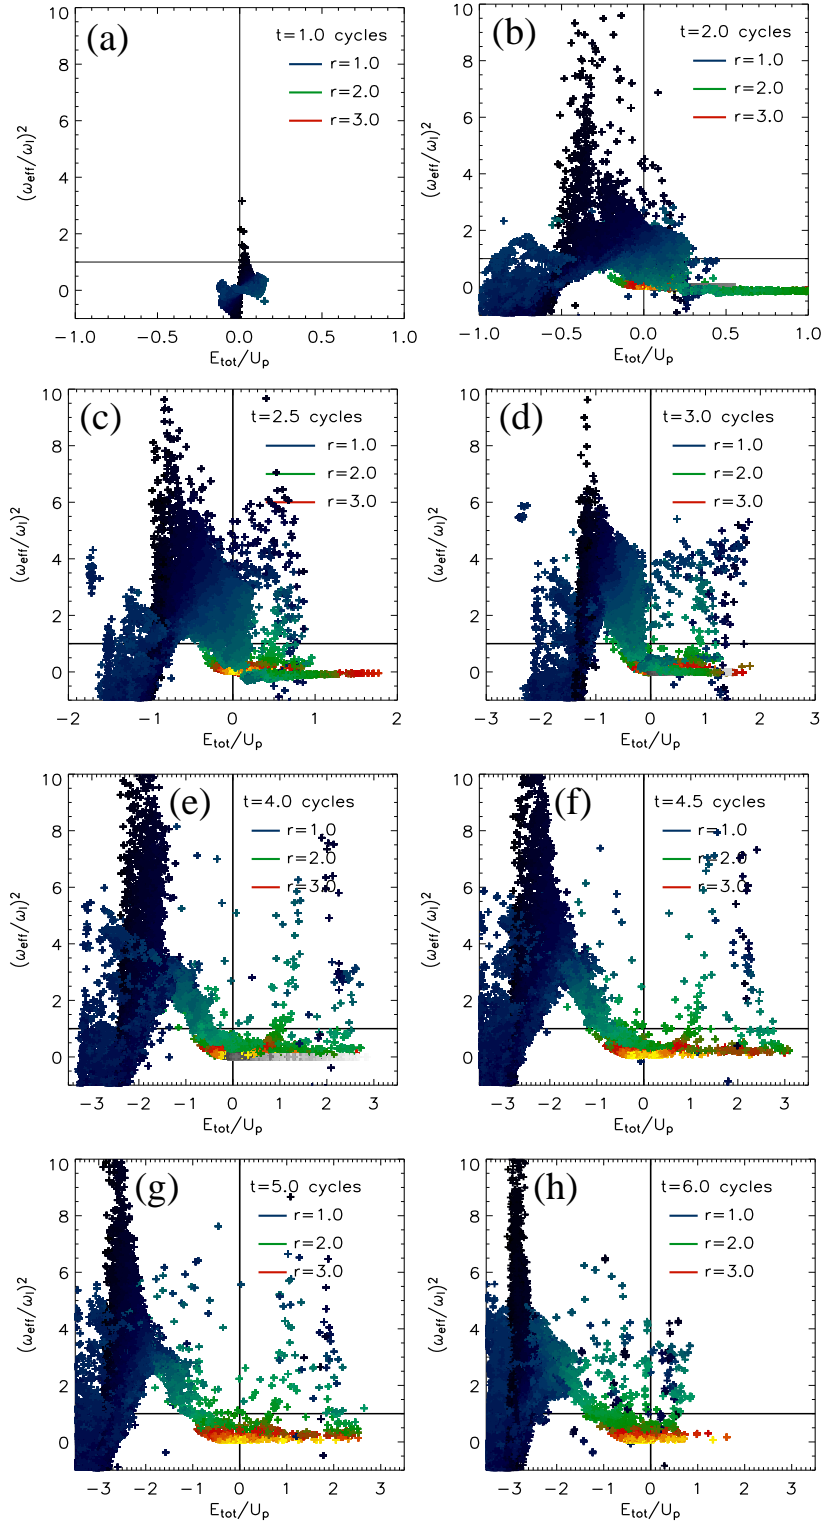 (a)
t=1.0 cycles
r=1.0
r=2.0
r=3.0
(ω_eff/ω_l)²
10
8
6
4
2
0
−1.0 −0.5 0.0 0.5 1.0
E_tot/U_p
(b)
t=2.0 cycles
r=1.0
r=2.0
r=3.0
(ω_eff/ω_l)²
10
8
6
4
2
0
−1.0 −0.5 0.0 0.5 1.0
E_tot/U_p
(c)
t=2.5 cycles
r=1.0
r=2.0
r=3.0
(ω_eff/ω_l)²
10
8
6
4
2
0
−2 −1 0 1 2
E_tot/U_p
(d)
t=3.0 cycles
r=1.0
r=2.0
r=3.0
(ω_eff/ω_l)²
10
8
6
4
2
0
−3 −2 −1 0 1 2 3
E_tot/U_p
(e)
t=4.0 cycles
r=1.0
r=2.0
r=3.0
(ω_eff/ω_l)²
10
8
6
4
2
0
−3 −2 −1 0 1 2 3
E_tot/U_p
(f)
t=4.5 cycles
r=1.0
r=2.0
r=3.0
(ω_eff/ω_l)²
10
8
6
4
2
0
−3 −2 −1 0 1 2 3
E_tot/U_p
(g)
t=5.0 cycles
r=1.0
r=2.0
r=3.0
(ω_eff/ω_l)²
10
8
6
4
2
0
−3 −2 −1 0 1 2 3
E_tot/U_p
(h)
t=6.0 cycles
r=1.0
r=2.0
r=3.0
(ω_eff/ω_l)²
10
8
6
4
2
0
−3 −2 −1 0 1 2 3
E_tot/U_p